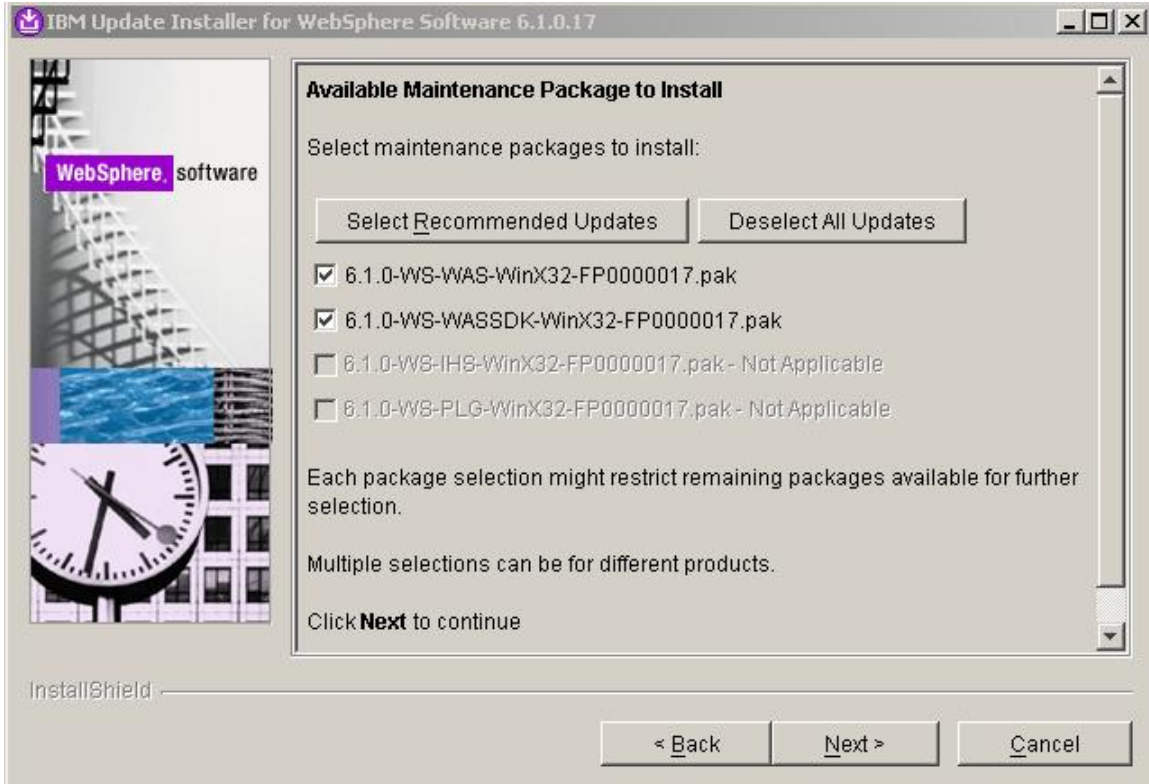 IBM Update Installer for WebSphere Software 6.1.0.17
WebSphere. software
Available Maintenance Package to Install
Select maintenance packages to install:
Select Recommended Updates
Deselect All Updates
6.1.0-WS-WAS-WinX32-FP0000017.pak
6.1.0-WS-WASSDK-WinX32-FP0000017.pak
6.1.0-WS-IHS-WinX32-FP0000017.pak - Not Applicable
6.1.0-WS-PLG-WinX32-FP0000017.pak - Not Applicable
Each package selection might restrict remaining packages available for further
selection.
Multiple selections can be for different products.
Click Next to continue
InstallShield
< Back
Next >
Cancel